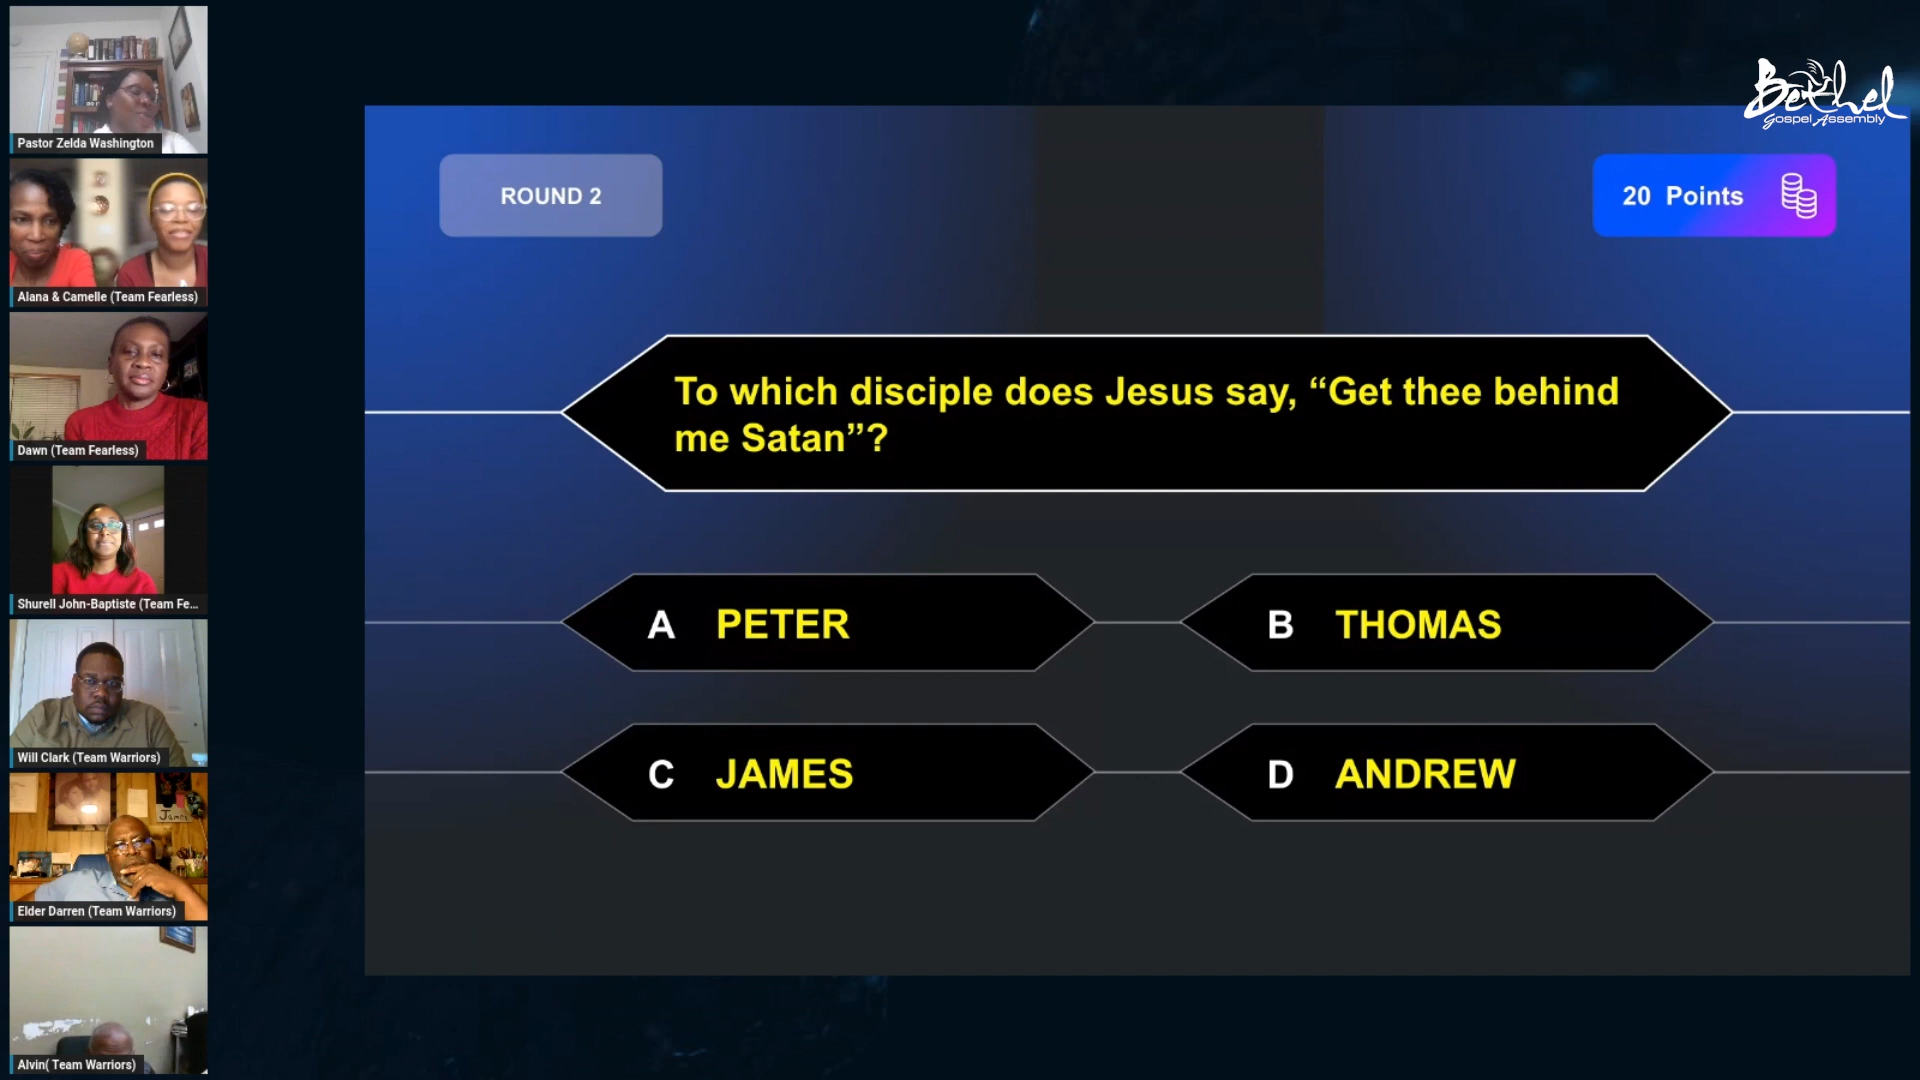 Pastor Zelda Washington
Alana & Camelle (Team Fearless)
Dawn (Team Fearless)
Shurell John-Baptiste (Team Fe...
Will Clark (Team Warriors)
James
Elder Darren (Team Warriors)
Alvin( Team Warriors)
Bethel
Gospel Assembly
ROUND 2
20 Points
To which disciple does Jesus say, “Get thee behind
me Satan”?
A PETER
B THOMAS
C JAMES
D ANDREW